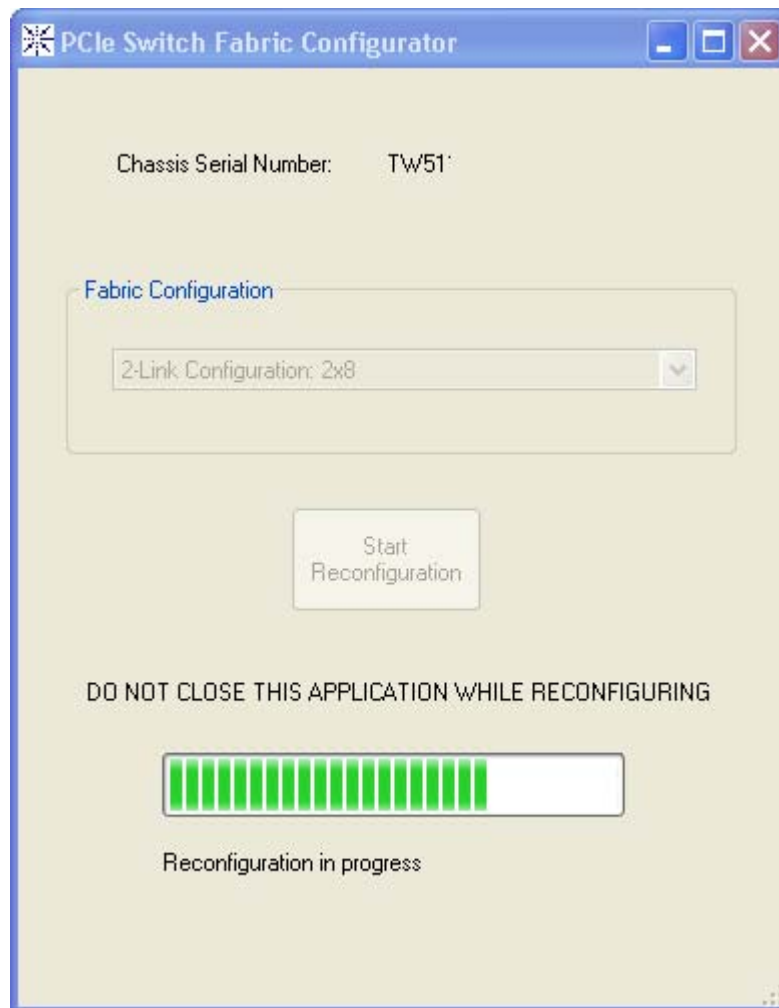 PCIe Switch Fabric Configurator
Chassis Serial Number: TW51
Fabric Configuration
2-Link Configuration: 2x8
Start
Reconfiguration
DO NOT CLOSE THIS APPLICATION WHILE RECONFIGURING
Reconfiguration in progress